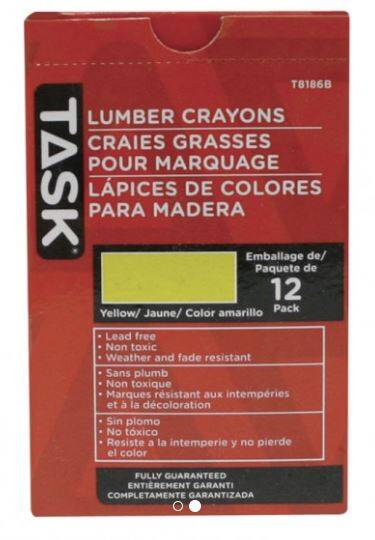 T8186B
TASK
LUMBER CRAYONS
CRAIES GRASSES
POUR MARQUAGE
LÁPICES DE COLORES
PARA MADERA
Emballage de/
Paquete de
12
Pack
Yellow/ Jaune/ Color amarillo
• Lead free
• Non toxic
• Weather and fade resistant
• Sans plumb
• Non toxique
• Marques résistant aux intempéries
et à la décoloration
• Sin plomo
• No tóxico
• Resiste a la intemperie y no pierde
el color
FULLY GUARANTEED
ENTIÈREMENT GARANTI
COMPLETAMENTE GARANTIZADA